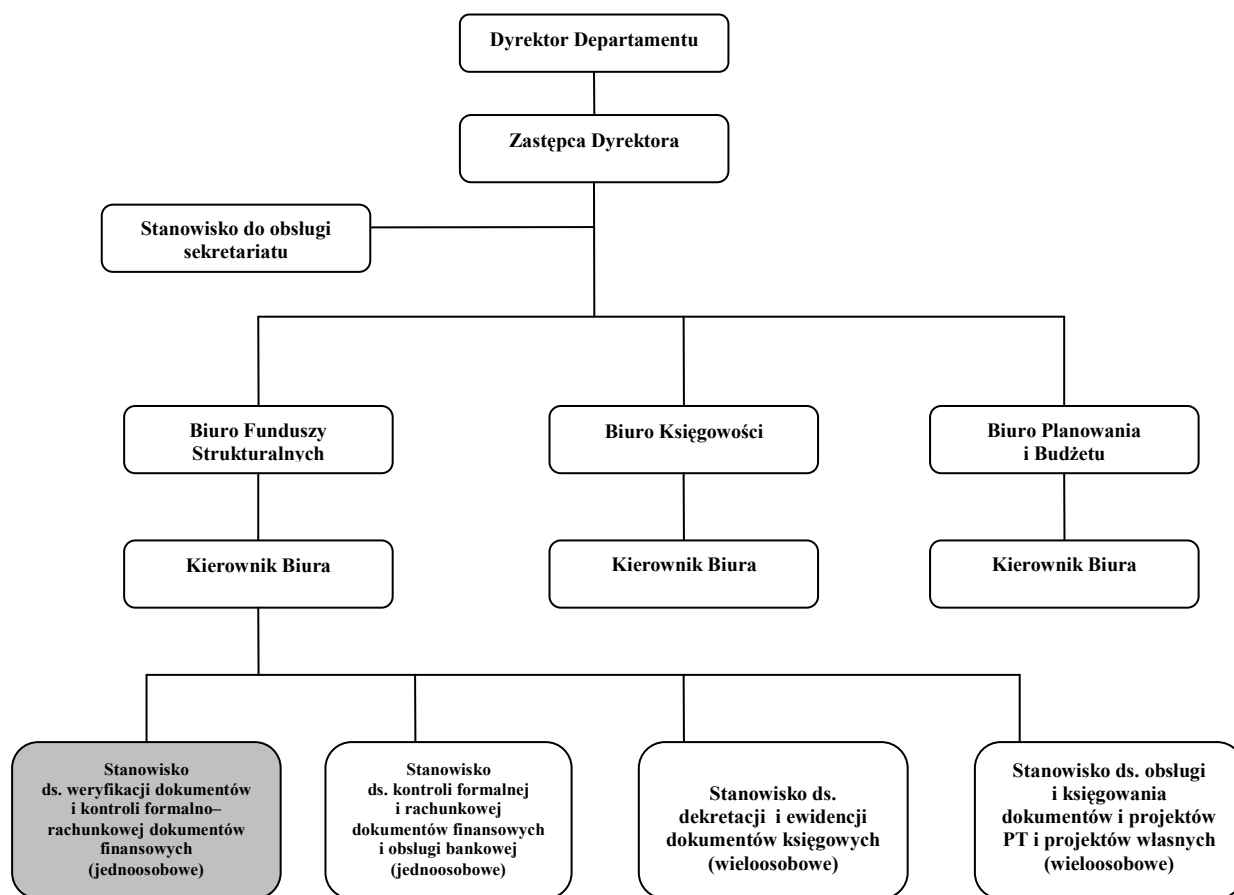 Dyrektor Departamentu
Zastępca Dyrektora
Stanowisko do obsługi
sekretariatu
Biuro Funduszy
Strukturalnych
Biuro Księgowości
Biuro Planowania
i Budżetu
Kierownik Biura
Kierownik Biura
Kierownik Biura
Stanowisko
ds. weryfikacji dokumentów
i kontroli formalno–
rachunkowej dokumentów
finansowych
(jednoosobowe)
Stanowisko
ds. kontroli formalnej
i rachunkowej
dokumentów finansowych
i obsługi bankowej
(jednoosobowe)
Stanowisko ds.
dekretacji i ewidencji
dokumentów księgowych
(wieloosobowe)
Stanowisko ds. obsługi
i księgowania
dokumentów i projektów
PT i projektów własnych
(wieloosobowe)